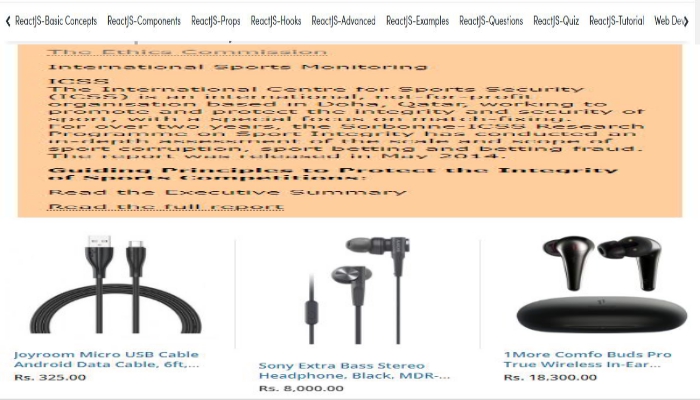 ReactJS-Basic Concepts ReactJS-Components ReactJS-Props ReactJS-Hooks ReactJS-Advanced ReactJS-Examples ReactJS-Questions ReactJS-Quiz ReactJS-Tutorial Web Dev
The Ethics Commission
International Sports Monitoring
ICSS
The International Centre for Sports Security
(ICSS) is an international, not-for-profit
organisation based in Doha, Qatar, working to
promote and protect the integrity and security of
sport, with a special focus on match-fixing.
For over two years, the Sorbonne-ICSS Research
Programme on Sport Integrity has conducted an
in-depth assessment of the scale and scope of
sport corruption, sport betting and betting fraud.
The report was released in May 2014.
Guiding Principles to Protect the Integrity
of Sports Competitions:
Read the Executive Summary
Read the full report
Joyroom Micro USB Cable
Android Data Cable, 6ft,...
Rs. 325.00
Sony Extra Bass Stereo
Headphone, Black, MDR-...
Rs. 8,000.00
1More Comfo Buds Pro
True Wireless In-Ear...
Rs. 18,300.00